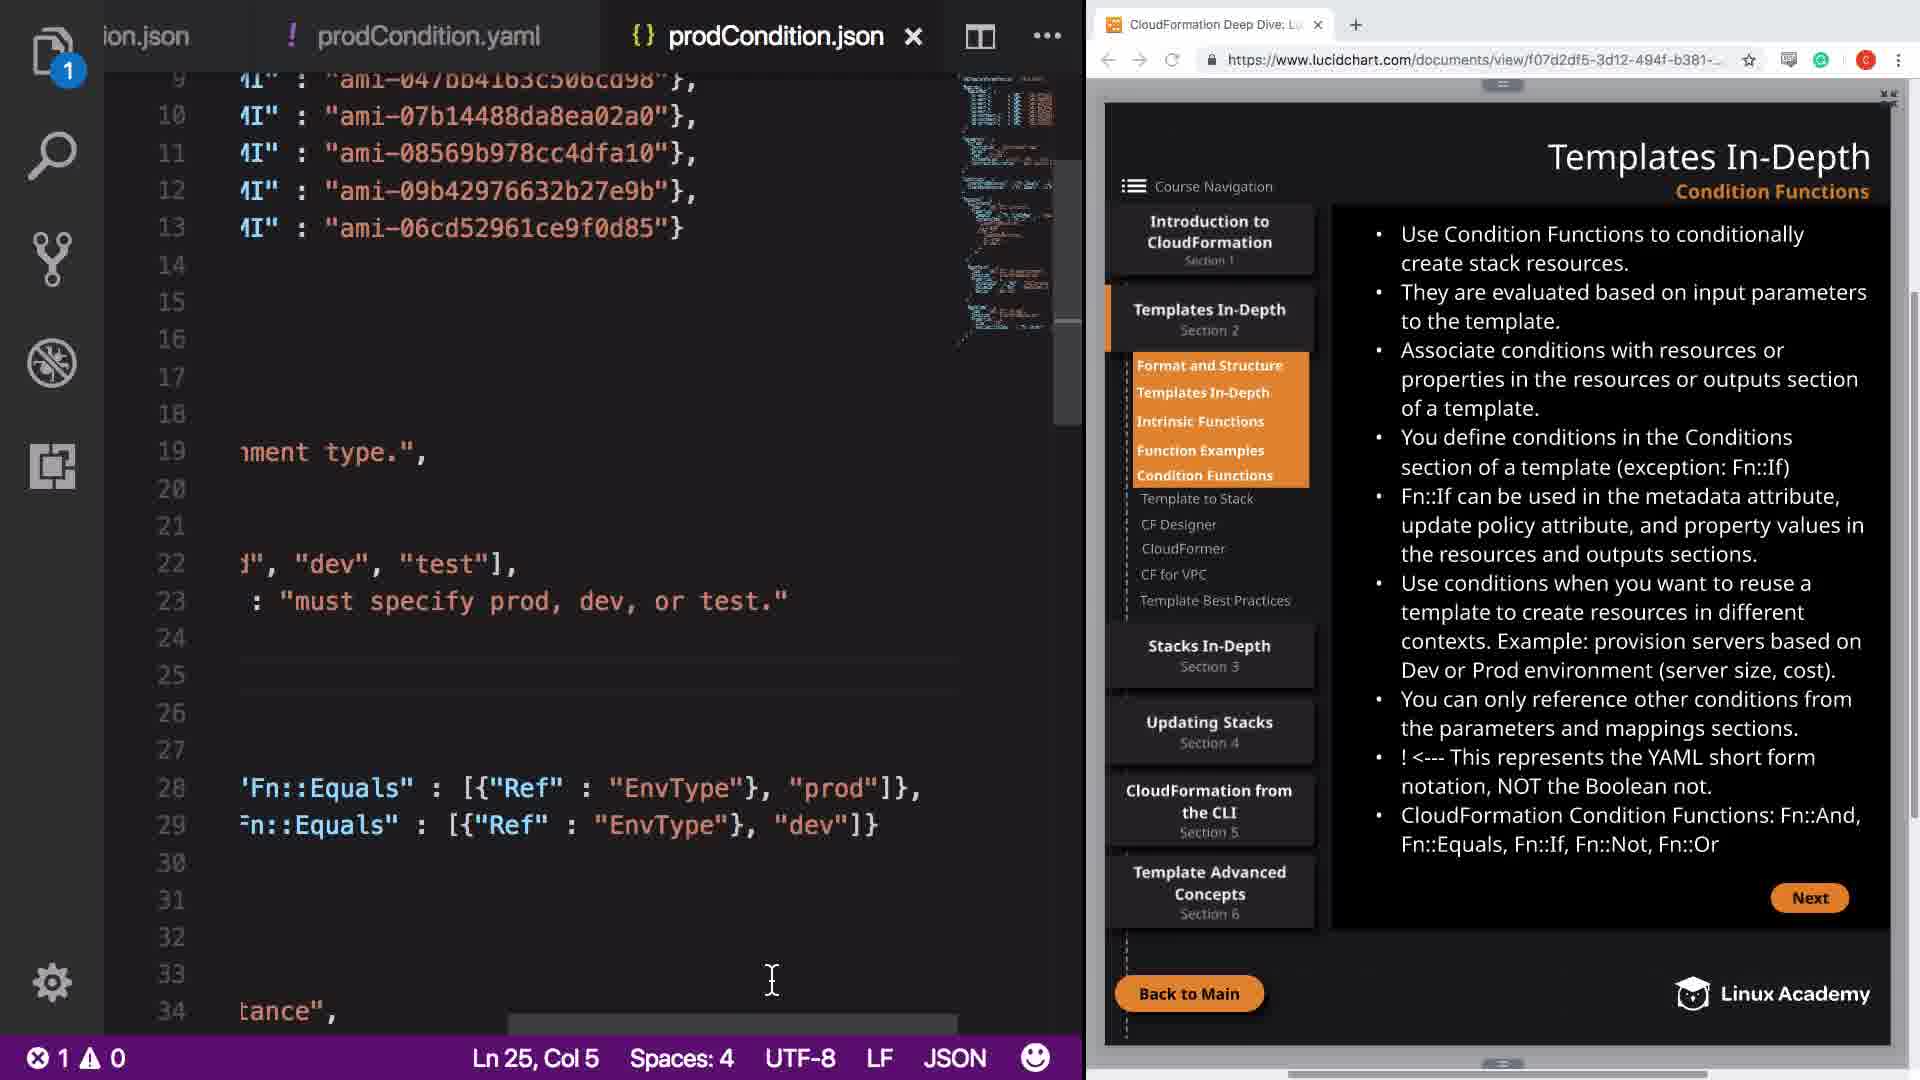 ion.json
! prodCondition.yaml
{} prodCondition.json
1
9 MI" : "ami-047bb4163c506cd98"},
10 MI" : "ami-07b14488da8ea02a0"},
11 MI" : "ami-08569b978cc4dfa10"},
12 MI" : "ami-09b42976632b27e9b"},
13 MI" : "ami-06cd52961ce9f0d85"}
14
15
16
17
18
19 nment type.",
20
21
22 d", "dev", "test"],
23 : "must specify prod, dev, or test."
24
25
26
27
28 "Fn::Equals" : [{"Ref" : "EnvType"}, "prod"]},
29 Fn::Equals" : [{"Ref" : "EnvType"}, "dev"]}
30
31
32
33
34 tance",
1 0
Ln 25, Col 5
Spaces: 4
UTF-8
LF
JSON
CloudFormation Deep Dive: Lu
https://www.lucidchart.com/documents/view/f07d2df5-3d12-494f-b381-...
C
Templates In-Depth
Condition Functions
Course Navigation
Introduction to
CloudFormation
Section 1
Templates In-Depth
Section 2
Format and Structure
Templates In-Depth
Intrinsic Functions
Function Examples
Condition Functions
Template to Stack
CF Designer
CloudFormer
CF for VPC
Template Best Practices
Stacks In-Depth
Section 3
Updating Stacks
Section 4
CloudFormation from
the CLI
Section 5
Template Advanced
Concepts
Section 6
Back to Main
• Use Condition Functions to conditionally
create stack resources.
• They are evaluated based on input parameters
to the template.
• Associate conditions with resources or
properties in the resources or outputs section
of a template.
• You define conditions in the Conditions
section of a template (exception: Fn::If)
• Fn::If can be used in the metadata attribute,
update policy attribute, and property values in
the resources and outputs sections.
• Use conditions when you want to reuse a
template to create resources in different
contexts. Example: provision servers based on
Dev or Prod environment (server size, cost).
• You can only reference other conditions from
the parameters and mappings sections.
• ! <--- This represents the YAML short form
notation, NOT the Boolean not.
• CloudFormation Condition Functions: Fn::And,
Fn::Equals, Fn::If, Fn::Not, Fn::Or
Next
Linux Academy